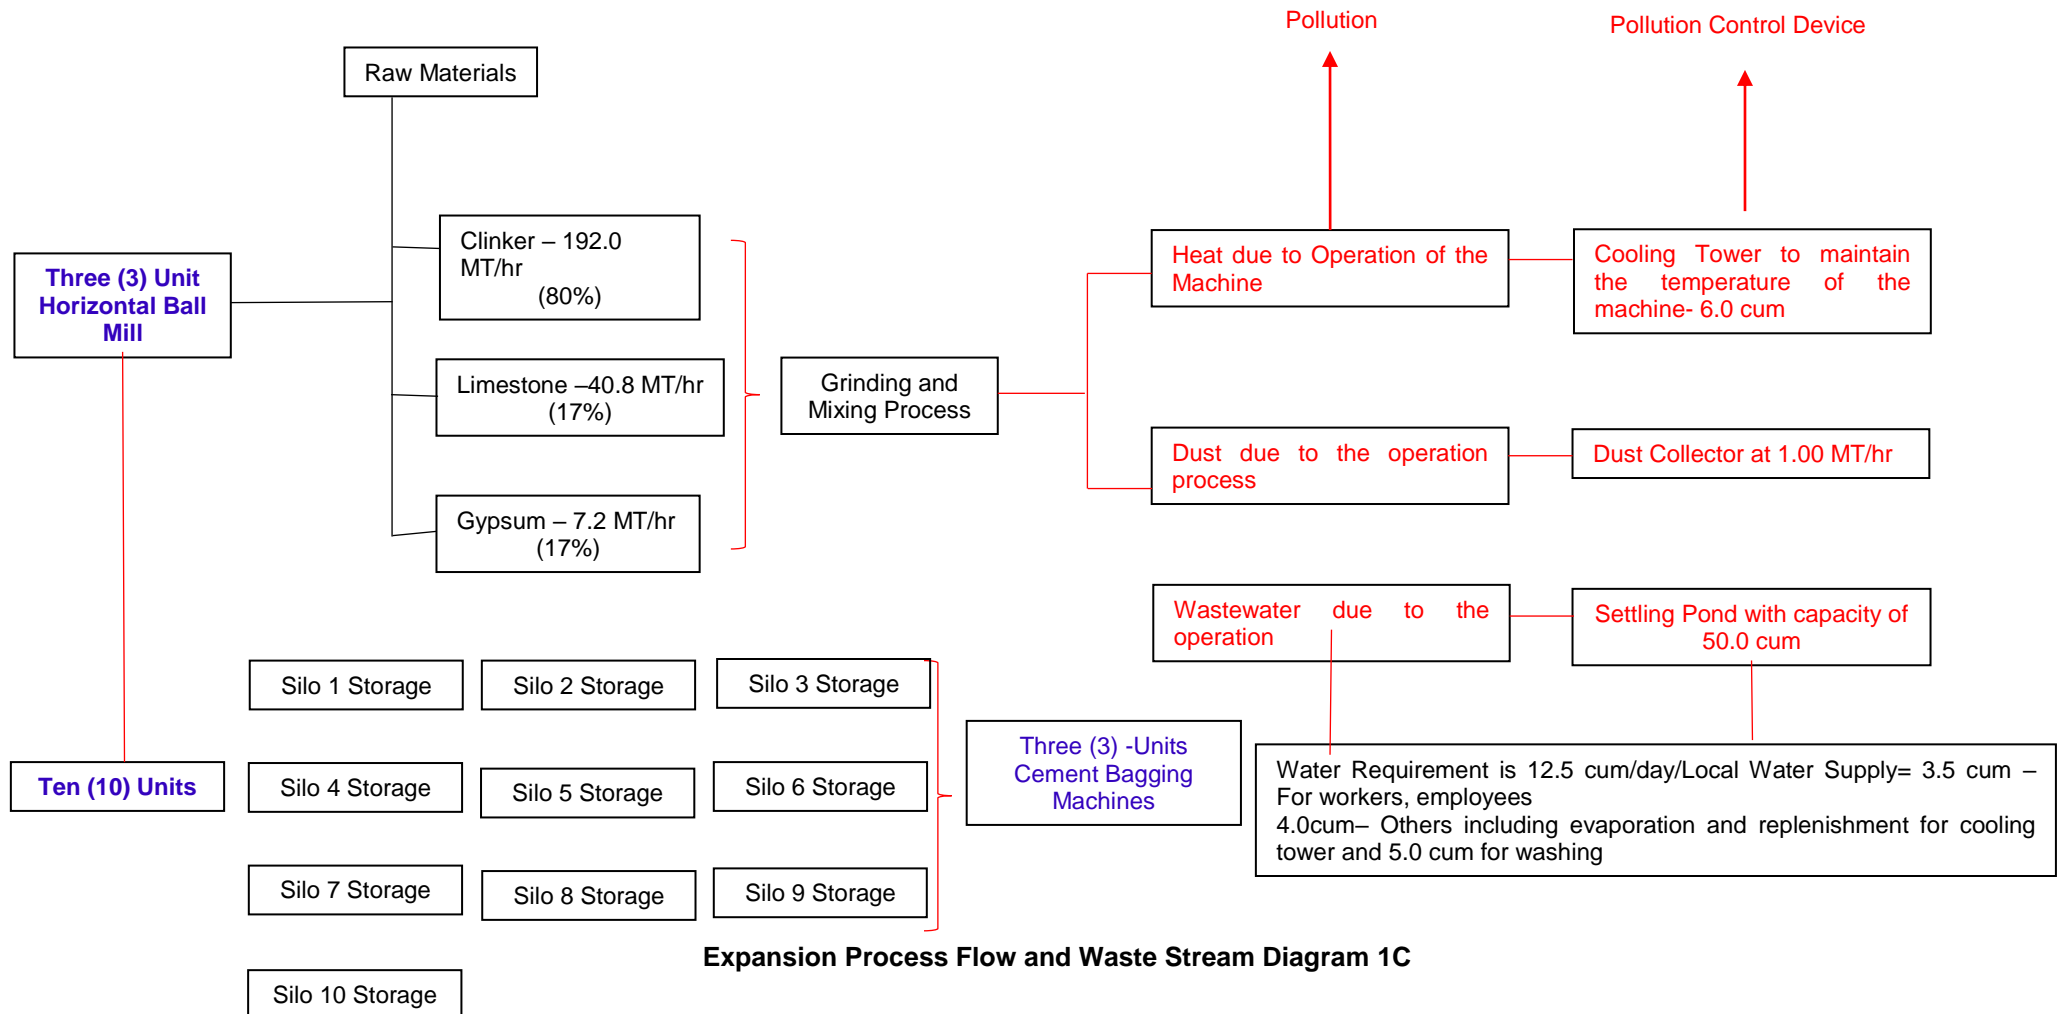 Pollution
Pollution Control Device
Raw Materials
Three (3) Unit
Horizontal Ball
Mill
Clinker – 192.0
MT/hr
(80%)
Limestone –40.8 MT/hr
(17%)
Gypsum – 7.2 MT/hr
(17%)
Grinding and
Mixing Process
Heat due to Operation of the
Machine
Cooling Tower to maintain
the temperature of the
machine- 6.0 cum
Dust due to the operation
process
Dust Collector at 1.00 MT/hr
Wastewater due to the
operation
Settling Pond with capacity of
50.0 cum
Ten (10) Units
Silo 1 Storage
Silo 2 Storage
Silo 3 Storage
Silo 4 Storage
Silo 5 Storage
Silo 6 Storage
Silo 7 Storage
Silo 8 Storage
Silo 9 Storage
Silo 10 Storage
Three (3) -Units
Cement Bagging
Machines
Water Requirement is 12.5 cum/day/Local Water Supply= 3.5 cum –
For workers, employees
4.0cum– Others including evaporation and replenishment for cooling
tower and 5.0 cum for washing
Expansion Process Flow and Waste Stream Diagram 1C